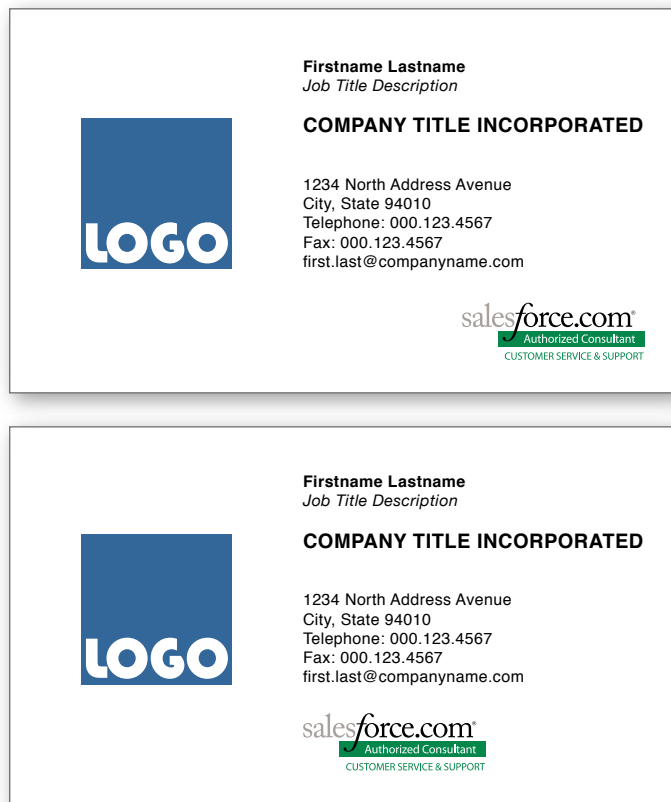 Firstname Lastname
Job Title Description
COMPANY TITLE INCORPORATED
LOGO
1234 North Address Avenue
City, State 94010
Telephone: 000.123.4567
Fax: 000.123.4567
first.last@companyname.com
salesforce.com®
Authorized Consultant
CUSTOMER SERVICE & SUPPORT
Firstname Lastname
Job Title Description
COMPANY TITLE INCORPORATED
LOGO
1234 North Address Avenue
City, State 94010
Telephone: 000.123.4567
Fax: 000.123.4567
first.last@companyname.com
salesforce.com®
Authorized Consultant
CUSTOMER SERVICE & SUPPORT